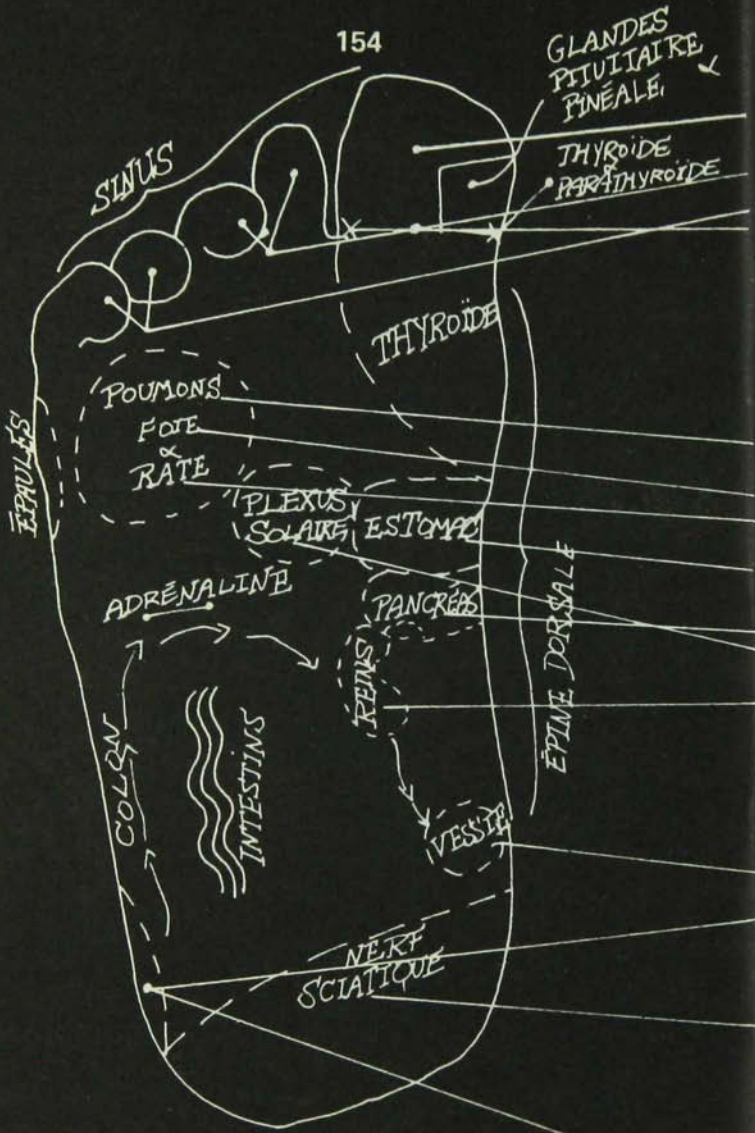 154
GLANDES
PITUITAIRE
&
PINÉALE
SINUS
THYROÏDE
&
PARATHYROÏDE
THYROÏDE
POUMONS
FOIE
&
RATE
ÉPAULES
PLEXUS
SOLAIRE
ESTOMAC
ADRÉNALINE
PANCRÉAS
REINS
ÉPINE DORSALE
COLON
INTESTINS
VESSIE
NERF
SCIATIQUE